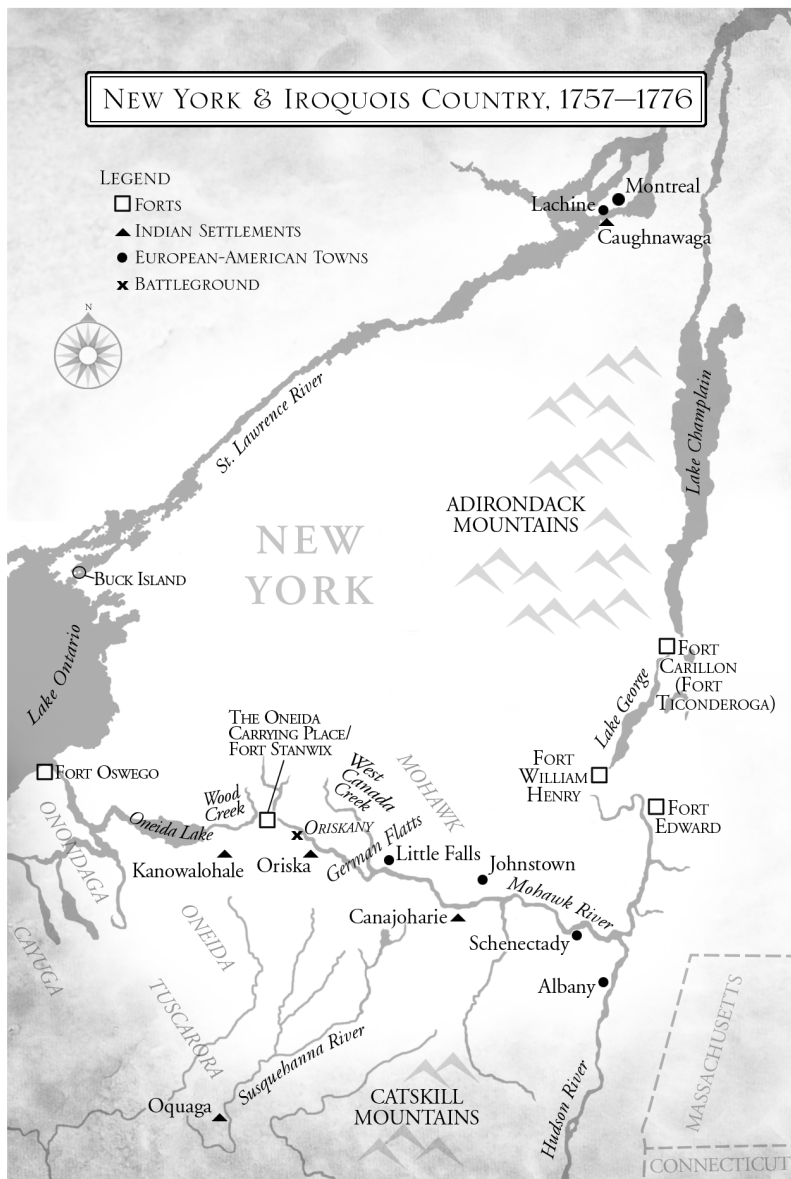 NEW YORK & IROQUOIS COUNTRY, 1757–1776
LEGEND
FORTS
INDIAN SETTLEMENTS
EUROPEAN-AMERICAN TOWNS
BATTLEGROUND
N
Montreal
Lachine
Caughnawaga
St. Lawrence River
Lake Champlain
ADIRONDACK
MOUNTAINS
NEW
YORK
BUCK ISLAND
Lake Ontario
FORT
CARILLON
(FORT
TICONDEROGA)
Lake George
THE ONEIDA
CARRYING PLACE/
FORT STANWIX
FORT OSWEGO
FORT
WILLIAM
HENRY
FORT
EDWARD
West
Canada
Creek
MOHAWK
Wood
Creek
ONONDAGA
Oneida Lake
ORISKANY
German Flatts
Kanowalohale
Oriska
Little Falls
Johnstown
Mohawk River
Canajoharie
Schenectady
Albany
ONEIDA
CAYUGA
TUSCARORA
Susquehanna River
MASSACHUSETTS
Oquaga
CATSKILL
MOUNTAINS
Hudson River
CONNECTICUT